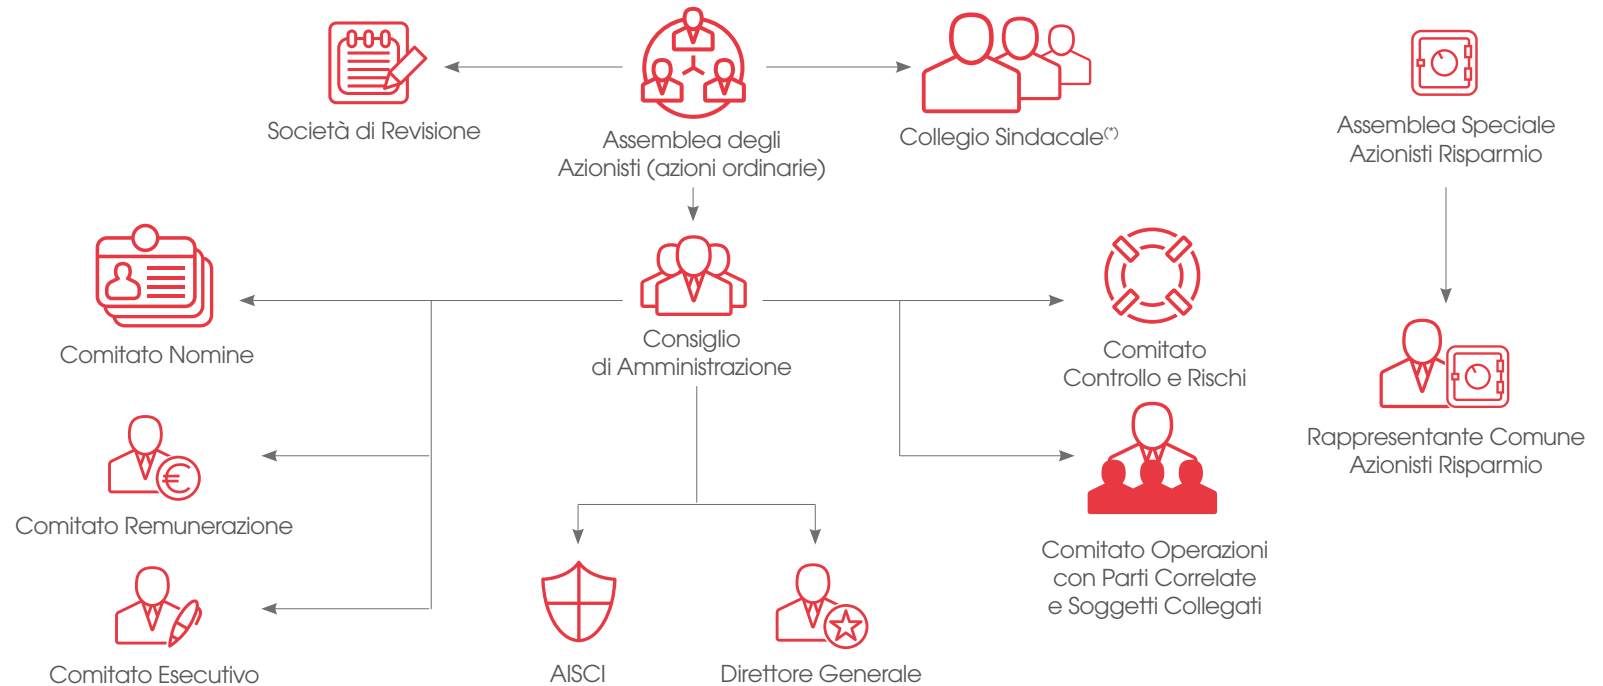 Società di Revisione
Assemblea degli
Azionisti (azioni ordinarie)
Collegio Sindacale(*)
Assemblea Speciale
Azionisti Risparmio
Comitato Nomine
Consiglio
di Amministrazione
Comitato
Controllo e Rischi
Rappresentante Comune
Azionisti Risparmio
Comitato Remunerazione
€
Comitato Operazioni
con Parti Correlate
e Soggetti Collegati
Comitato Esecutivo
AISCI
Direttore Generale